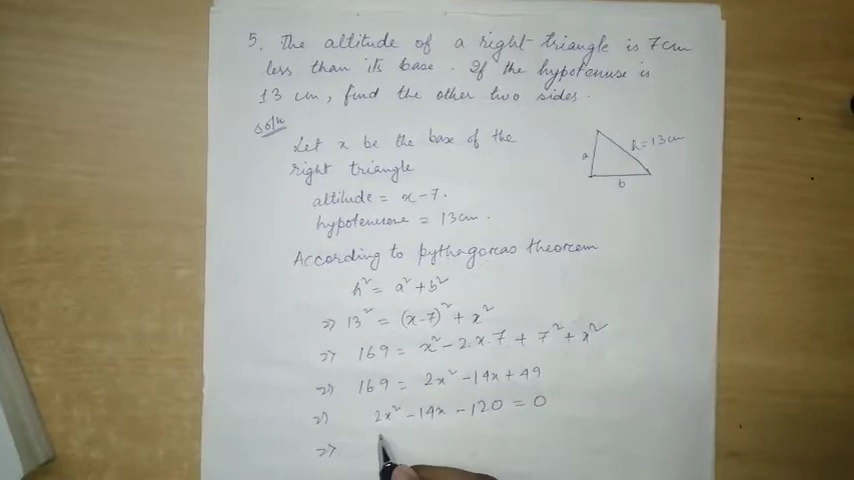 5. The altitude of a right triangle is 7cm
less than its base. If the hypotenuse is
13 cm, find the other two sides.
Soln
Let x be the base of the
right triangle
altitude = x-7.
hypotenuse = 13cm.
a
h=13cm
b
According to pythagoras theorem
h² = a² + b²
=> 13² = (x-7)² + x²
=> 169 = x² - 2.x.7 + 7² + x²
=> 169 = 2x² - 14x + 49
=> 2x² - 14x - 120 = 0
=>